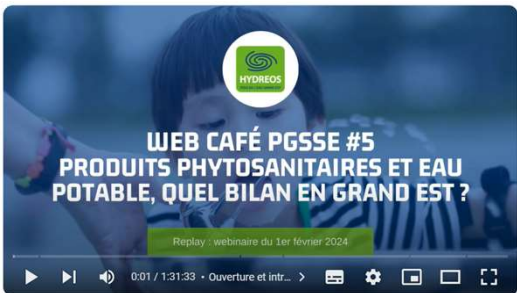 HYDREOS
WEB CAFÉ PGSSE #5
PRODUITS PHYTOSANITAIRES ET EAU
POTABLE, QUEL BILAN EN GRAND EST ?
Replay : webinaire du 1er février 2024
0:01 / 1:31:33 • Ouverture et intr... >